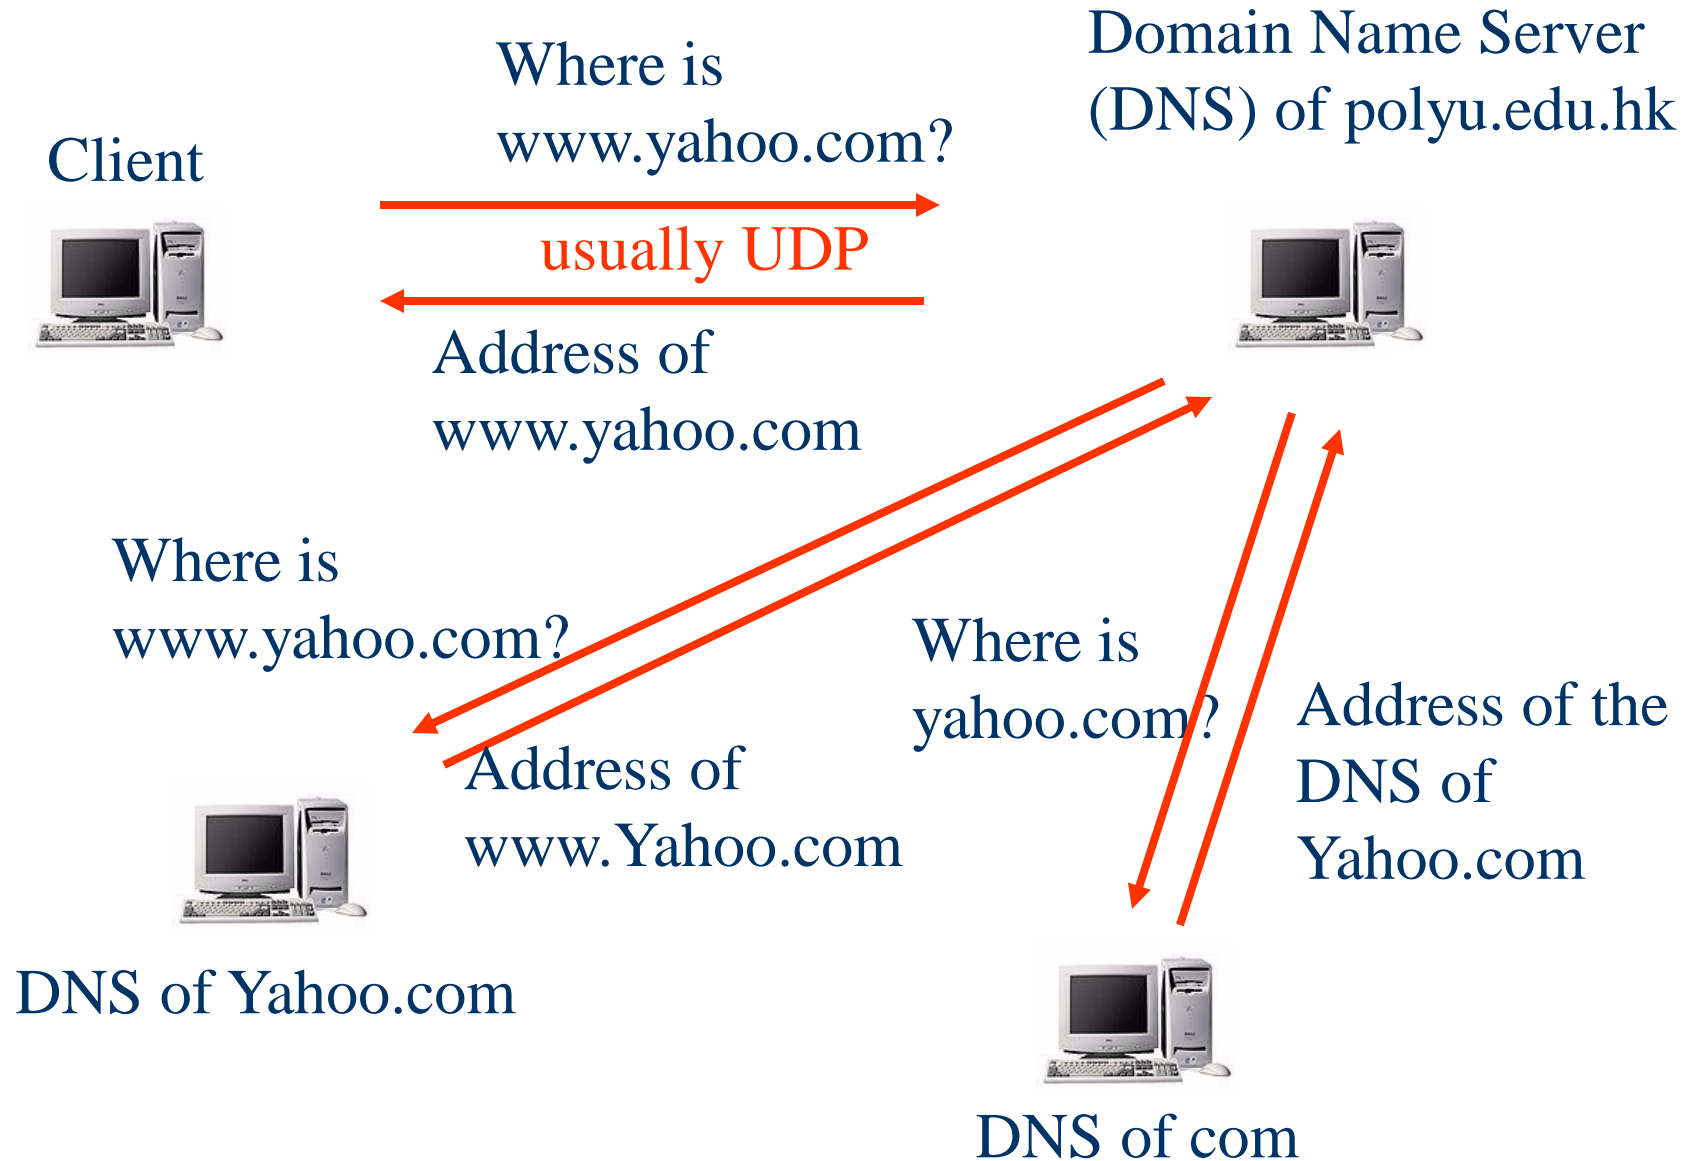 Client
Where is
www.yahoo.com?
usually UDP
Address of
www.yahoo.com
Domain Name Server
(DNS) of polyu.edu.hk
Where is
www.yahoo.com?
Address of
www.Yahoo.com
DNS of Yahoo.com
Where is
yahoo.com?
Address of the
DNS of
Yahoo.com
DNS of com